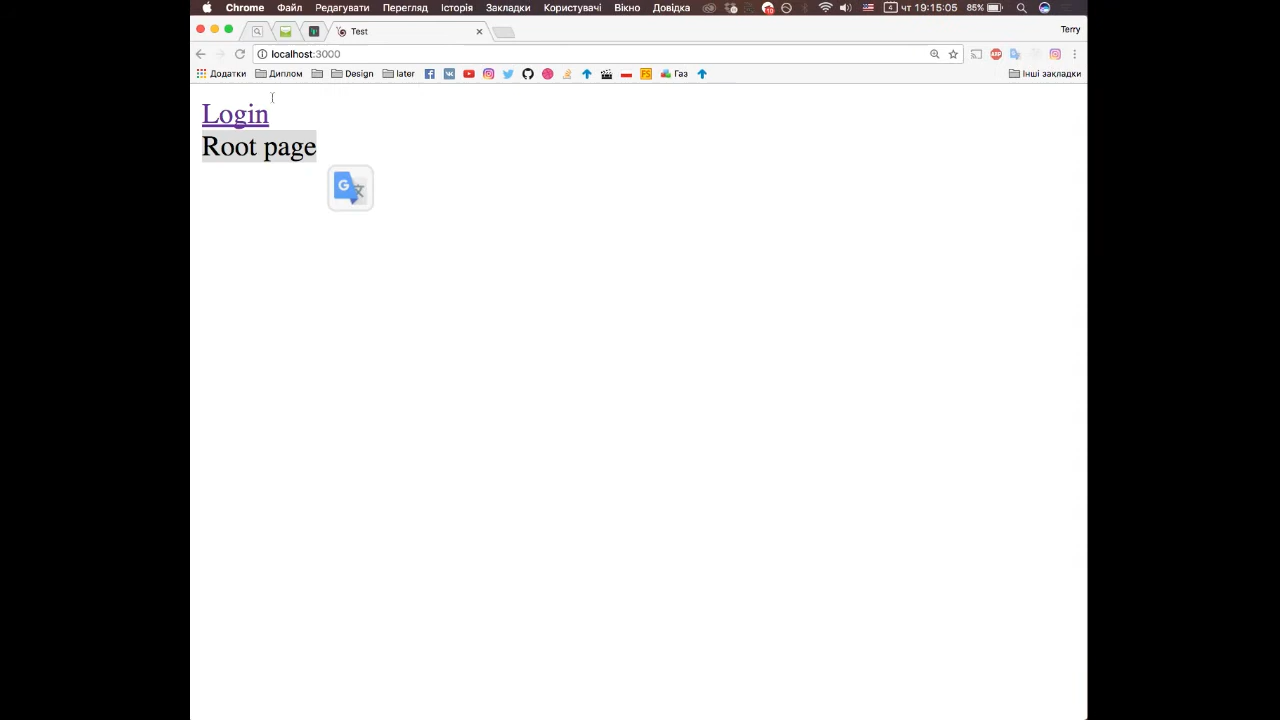 Chrome Файл Редагувати Перегляд Історія Закладки Користувачі Вікно Довідка чт 19:15:05 86%
Test Terry
localhost:3000
Додатки Диплом Design later FS Газ Інші закладки
Login
Root page